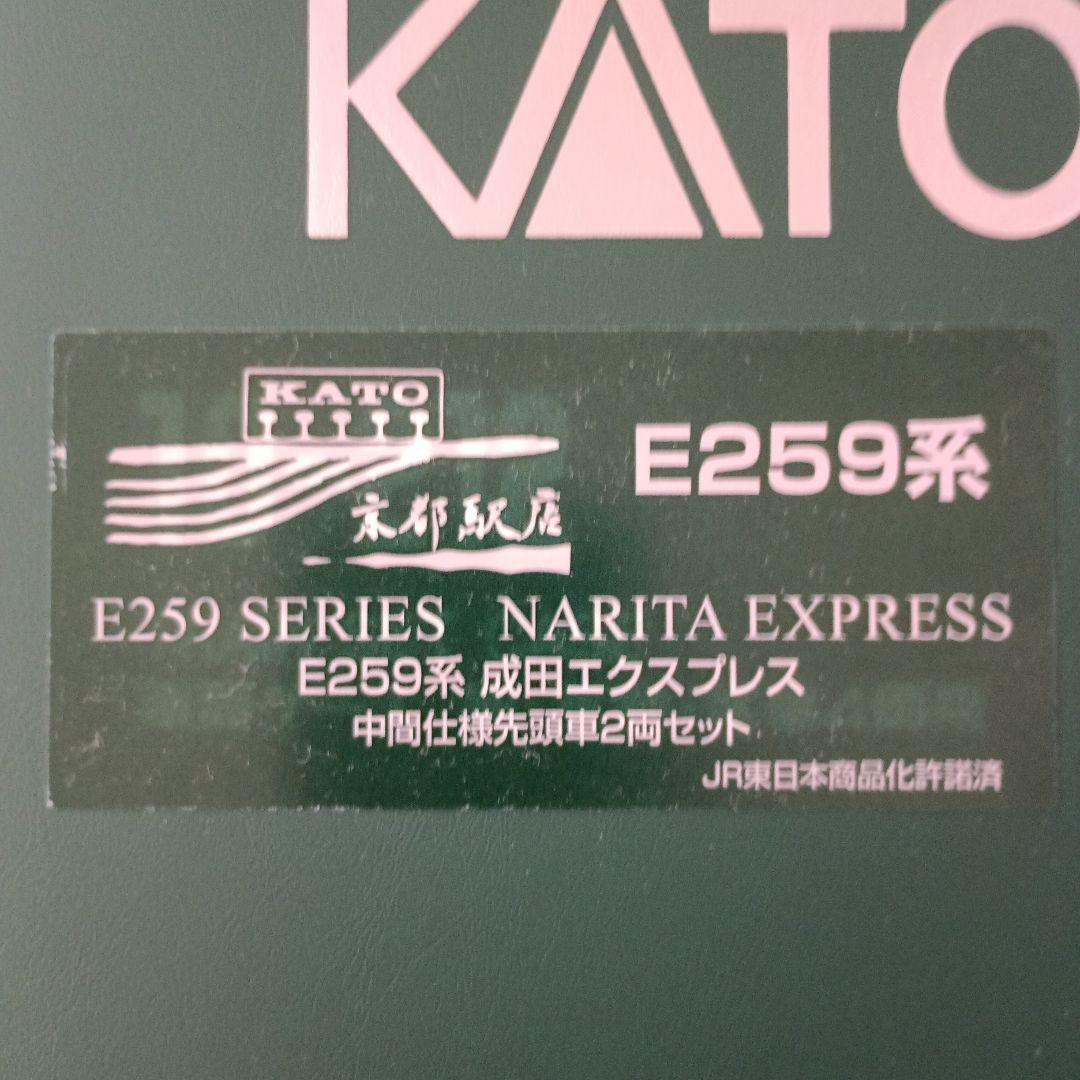 KATO
KATO
京都駅店
E259系
E259 SERIES NARITA EXPRESS
E259系 成田エクスプレス
中間仕様先頭車2両セット
JR東日本商品化許諾済